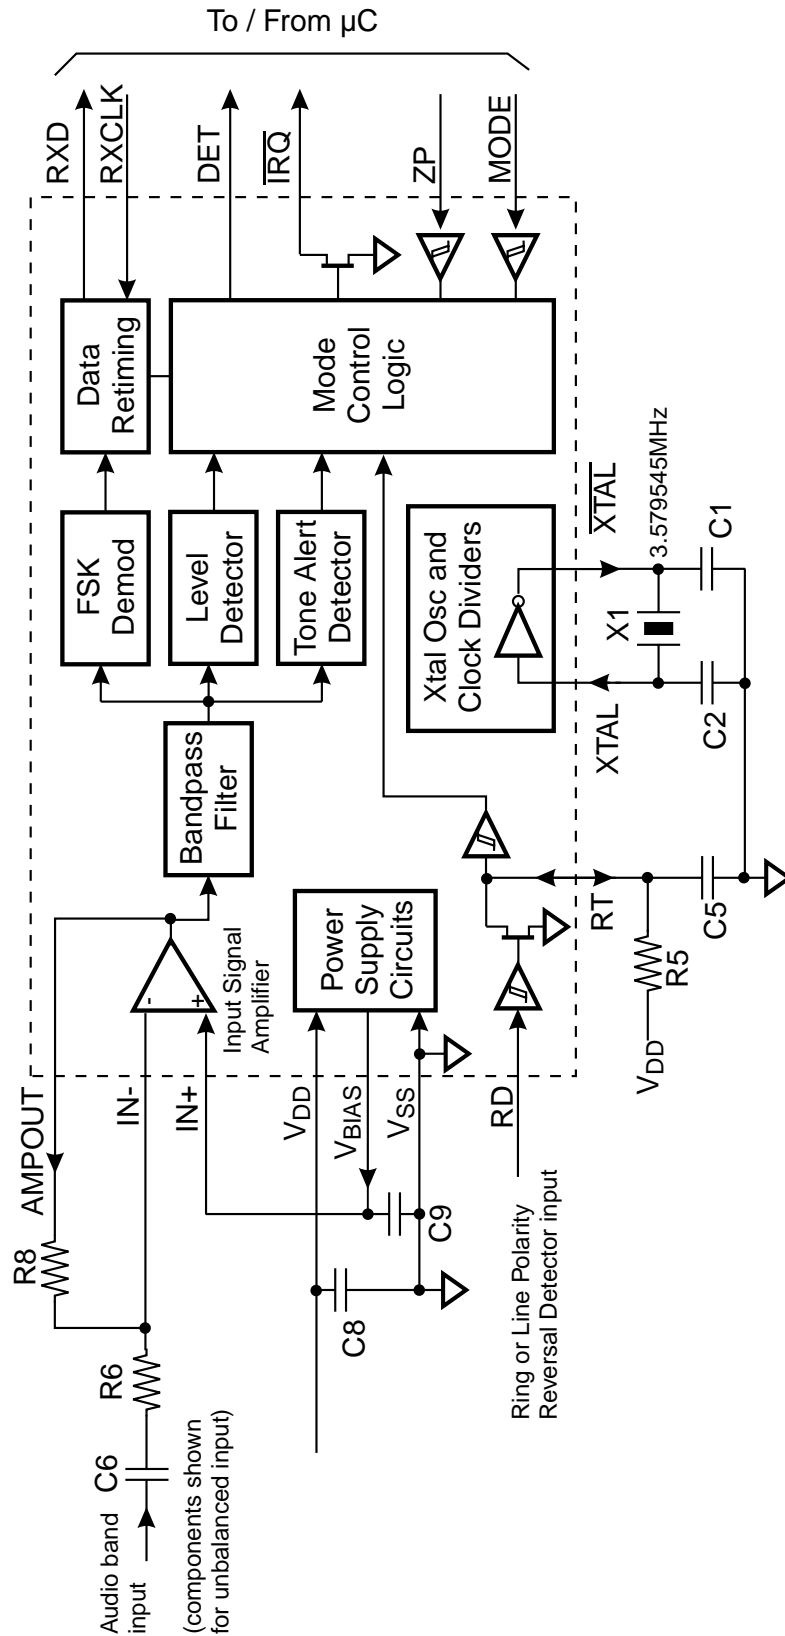 To / From µC
RXD
RXCLK
DET
IRQ
ZP
MODE
Data
Retiming
Mode
Control
Logic
FSK
Demod
Level
Detector
Tone Alert
Detector
Xtal Osc and
Clock Dividers
XTAL
3.579545MHz
C1
X1
XTAL
C2
Bandpass
Filter
AMPOUT
IN-
IN+
-
+
Input Signal
Amplifier
Power
Supply
Circuits
VDD
VBIAS
VSS
RD
RT
C5
R5
VDD
R8
R6
C6
C9
C8
Audio band
input
(components shown
for unbalanced input)
Ring or Line Polarity
Reversal Detector input